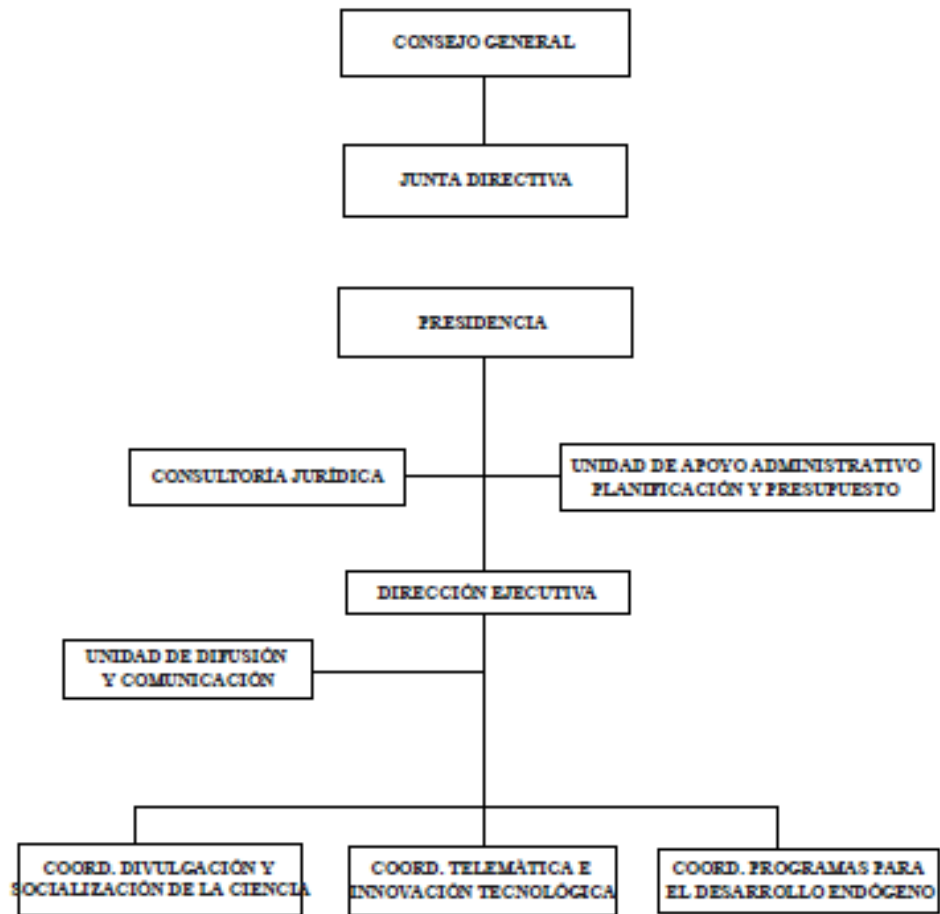 CONSEJO GENERAL
JUNTA DIRECTIVA
PRESIDENCIA
CONSULTORÍA JURÍDICA
UNIDAD DE APOYO ADMINISTRATIVO
PLANIFICACIÓN Y PRESUPUESTO
DIRECCIÓN EJECUTIVA
UNIDAD DE DIFUSIÓN
Y COMUNICACIÓN
COORD. DIVULGACIÓN Y
SOCIALIZACIÓN DE LA CIENCIA
COORD. TELEMÀTICA E
INNOVACIÓN TECNOLÓGICA
COORD. PROGRAMAS PARA
EL DESARROLLO ENDÓGENO